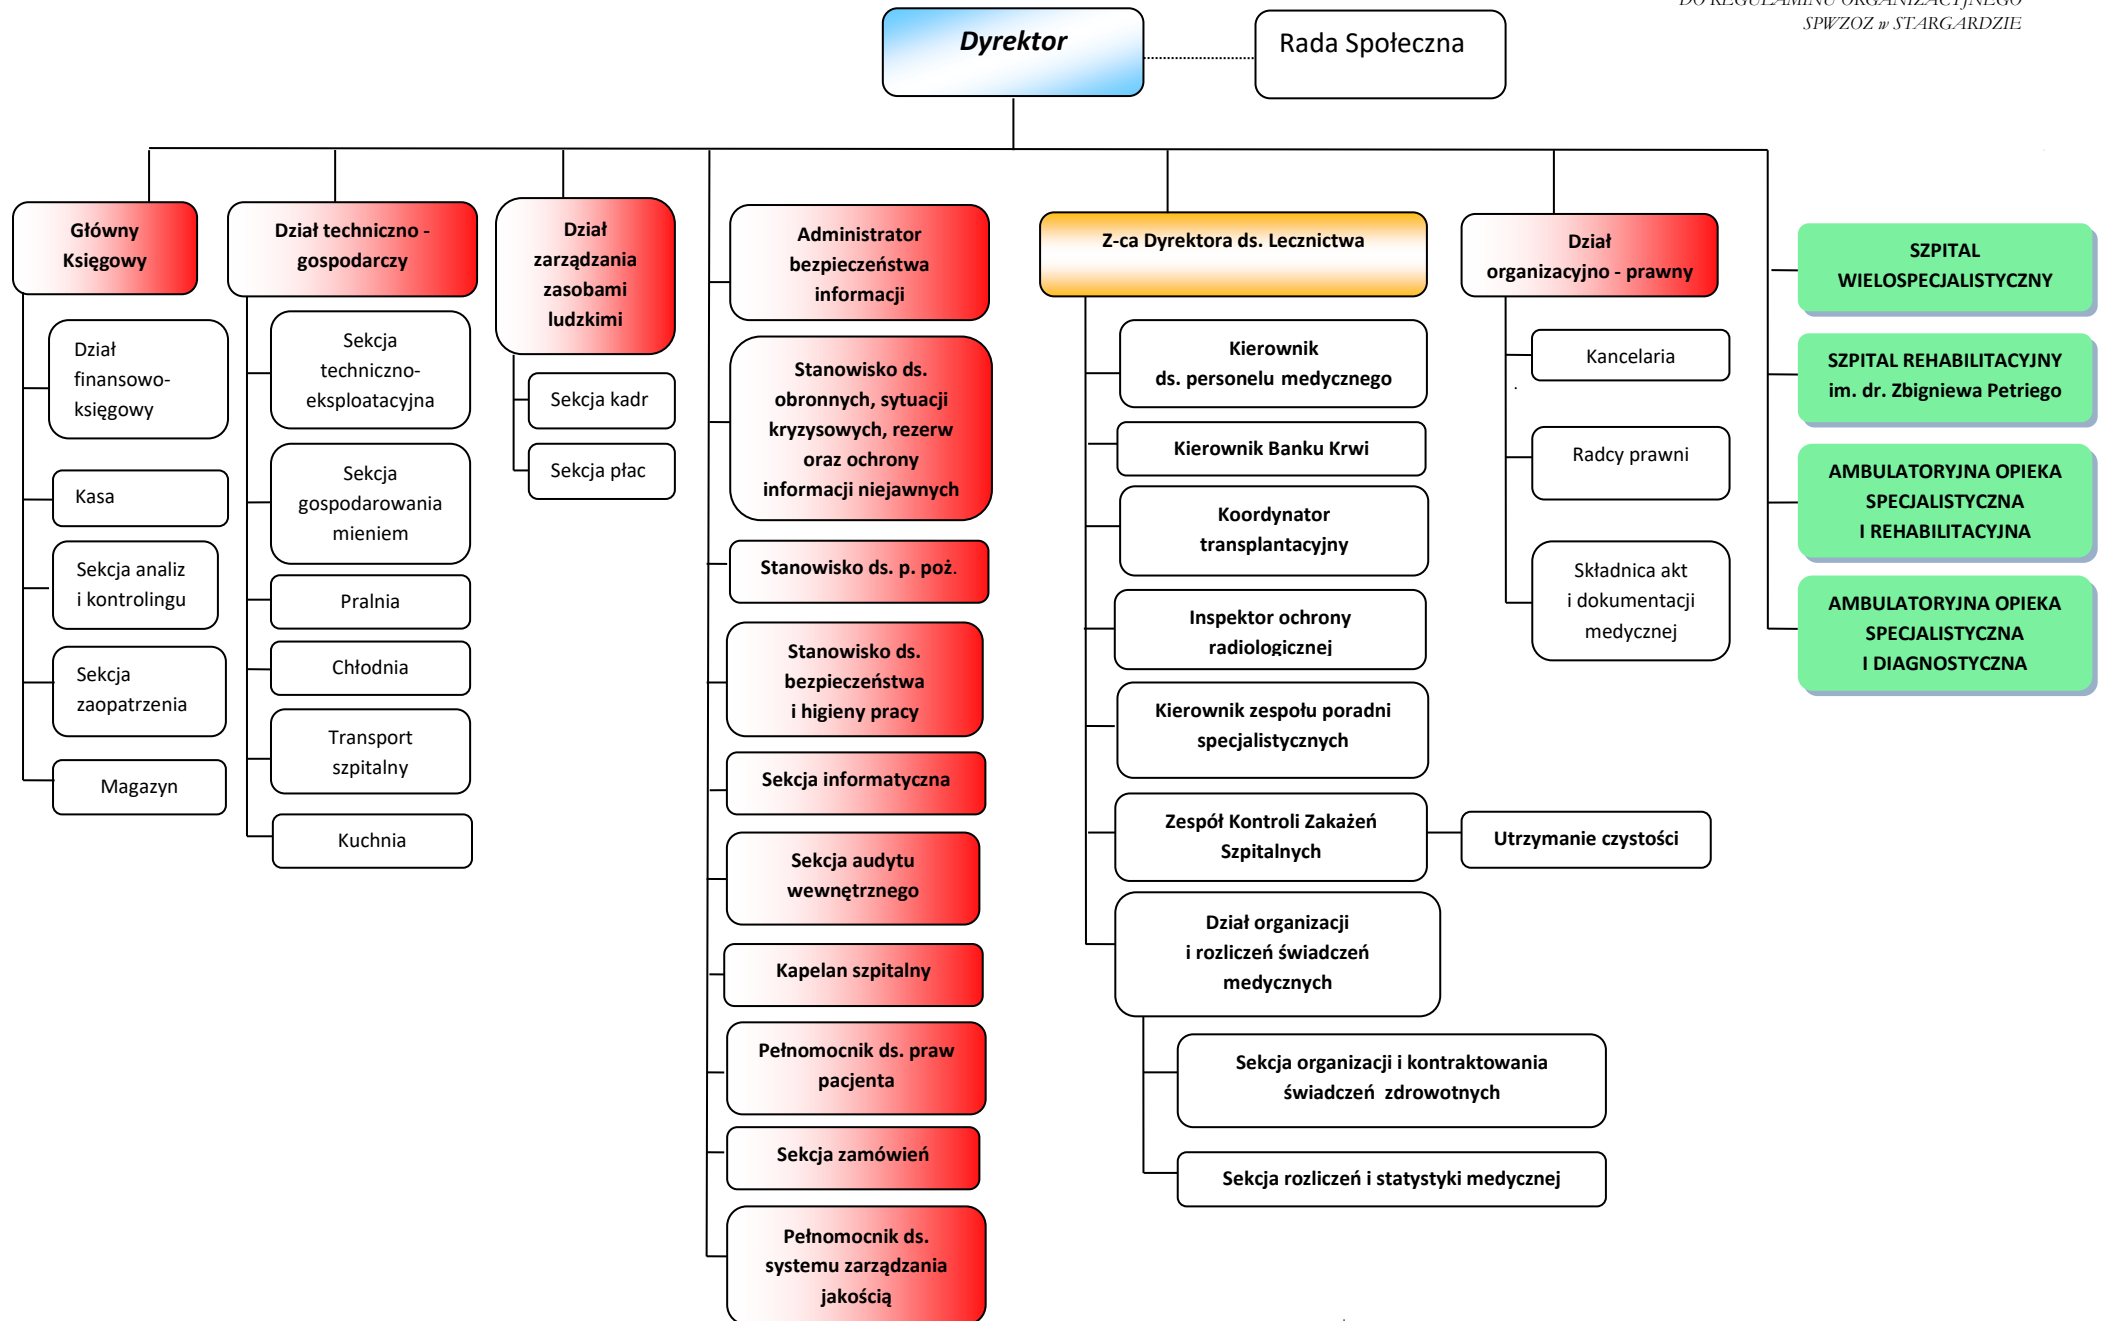 DO REGULAMINU ORGANIZACYJNEGO
SPWZOZ w STARGARDZIE
Dyrektor
Rada Społeczna
Główny
Księgowy
Dział
finansowo-
księgowy
Kasa
Sekcja analiz
i kontrolingu
Sekcja
zaopatrzenia
Magazyn
Dział techniczno -
gospodarczy
Sekcja
techniczno-
eksploatacyjna
Sekcja
gospodarowania
mieniem
Pralnia
Chłodnia
Transport
szpitalny
Kuchnia
Dział
zarządzania
zasobami
ludzkimi
Sekcja kadr
Sekcja płac
Administrator
bezpieczeństwa
informacji
Stanowisko ds.
obronnych, sytuacji
kryzysowych, rezerw
oraz ochrony
informacji niejawnych
Stanowisko ds. p. poż.
Stanowisko ds.
bezpieczeństwa
i higieny pracy
Sekcja informatyczna
Sekcja audytu
wewnętrznego
Kapelan szpitalny
Pełnomocnik ds. praw
pacjenta
Sekcja zamówień
Pełnomocnik ds.
systemu zarządzania
jakością
Z-ca Dyrektora ds. Lecznictwa
Kierownik
ds. personelu medycznego
Kierownik Banku Krwi
Koordynator
transplantacyjny
Inspektor ochrony
radiologicznej
Kierownik zespołu poradni
specjalistycznych
Zespół Kontroli Zakażeń
Szpitalnych
Utrzymanie czystości
Dział organizacji
i rozliczeń świadczeń
medycznych
Sekcja organizacji i kontraktowania
świadczeń zdrowotnych
Sekcja rozliczeń i statystyki medycznej
Dział
organizacyjno - prawny
Kancelaria
Radcy prawni
Składnica akt
i dokumentacji
medycznej
SZPITAL
WIELOSPECJALISTYCZNY
SZPITAL REHABILITACYJNY
im. dr. Zbigniewa Petriego
AMBULATORYJNA OPIEKA
SPECJALISTYCZNA
I REHABILITACYJNA
AMBULATORYJNA OPIEKA
SPECJALISTYCZNA
I DIAGNOSTYCZNA